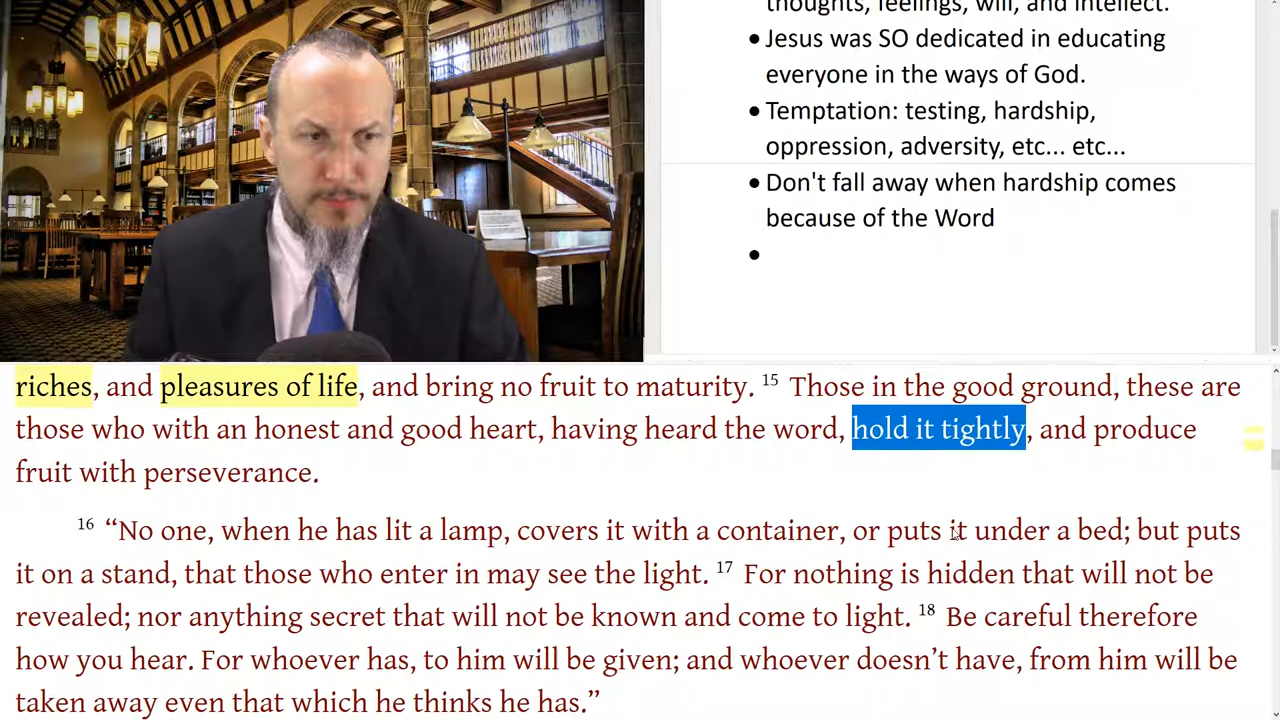 thoughts, feelings, will, and intellect.
• Jesus was SO dedicated in educating
everyone in the ways of God.
• Temptation: testing, hardship,
oppression, adversity, etc... etc...
• Don't fall away when hardship comes
because of the Word
•
riches, and pleasures of life, and bring no fruit to maturity. 15 Those in the good ground, these are
those who with an honest and good heart, having heard the word, hold it tightly, and produce
fruit with perseverance.
16 “No one, when he has lit a lamp, covers it with a container, or puts it under a bed; but puts
it on a stand, that those who enter in may see the light. 17 For nothing is hidden that will not be
revealed; nor anything secret that will not be known and come to light. 18 Be careful therefore
how you hear. For whoever has, to him will be given; and whoever doesn’t have, from him will be
taken away even that which he thinks he has.”